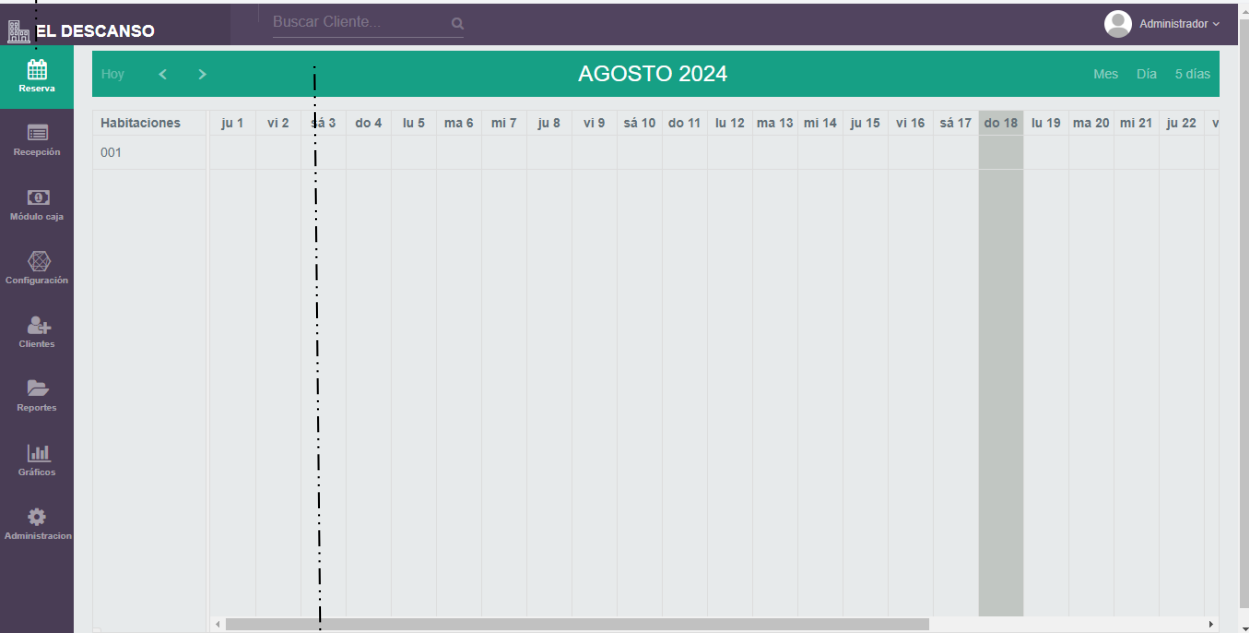 EL DESCANSO
Buscar Cliente...
Administrador
Reserva
Recepción
Módulo caja
Configuración
Clientes
Reportes
Gráficos
Administracion
Hoy
AGOSTO 2024
Mes Día 5 días
Habitaciones ju 1 vi 2 sá 3 do 4 lu 5 ma 6 mi 7 ju 8 vi 9 sá 10 do 11 lu 12 ma 13 mi 14 ju 15 vi 16 sá 17 do 18 lu 19 ma 20 mi 21 ju 22 v
001